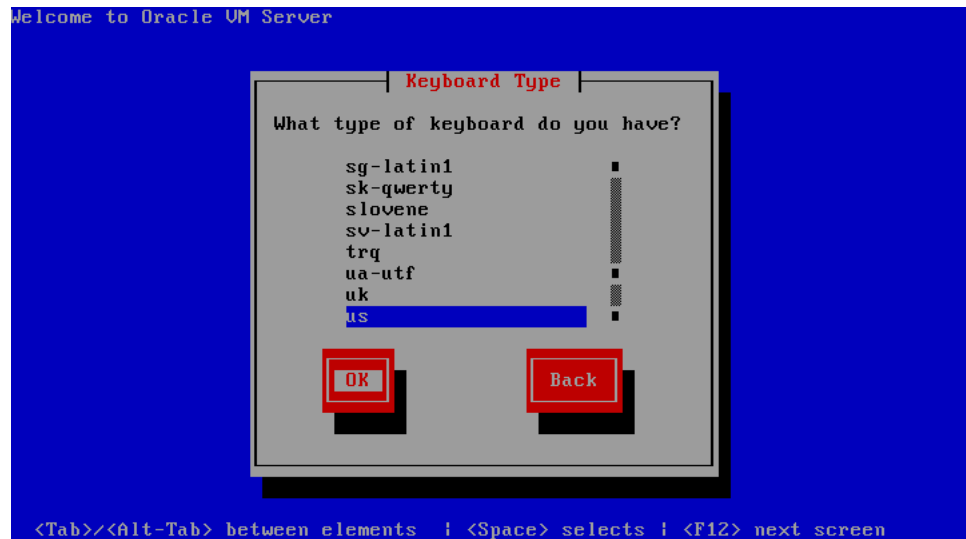 Welcome to Oracle VM Server
Keyboard Type
What type of keyboard do you have?
sg-latin1
sk-qwerty
slovene
sv-latin1
trq
ua-utf
uk
us
OK Back
<Tab>/<Alt-Tab> between elements | <Space> selects | <F12> next screen